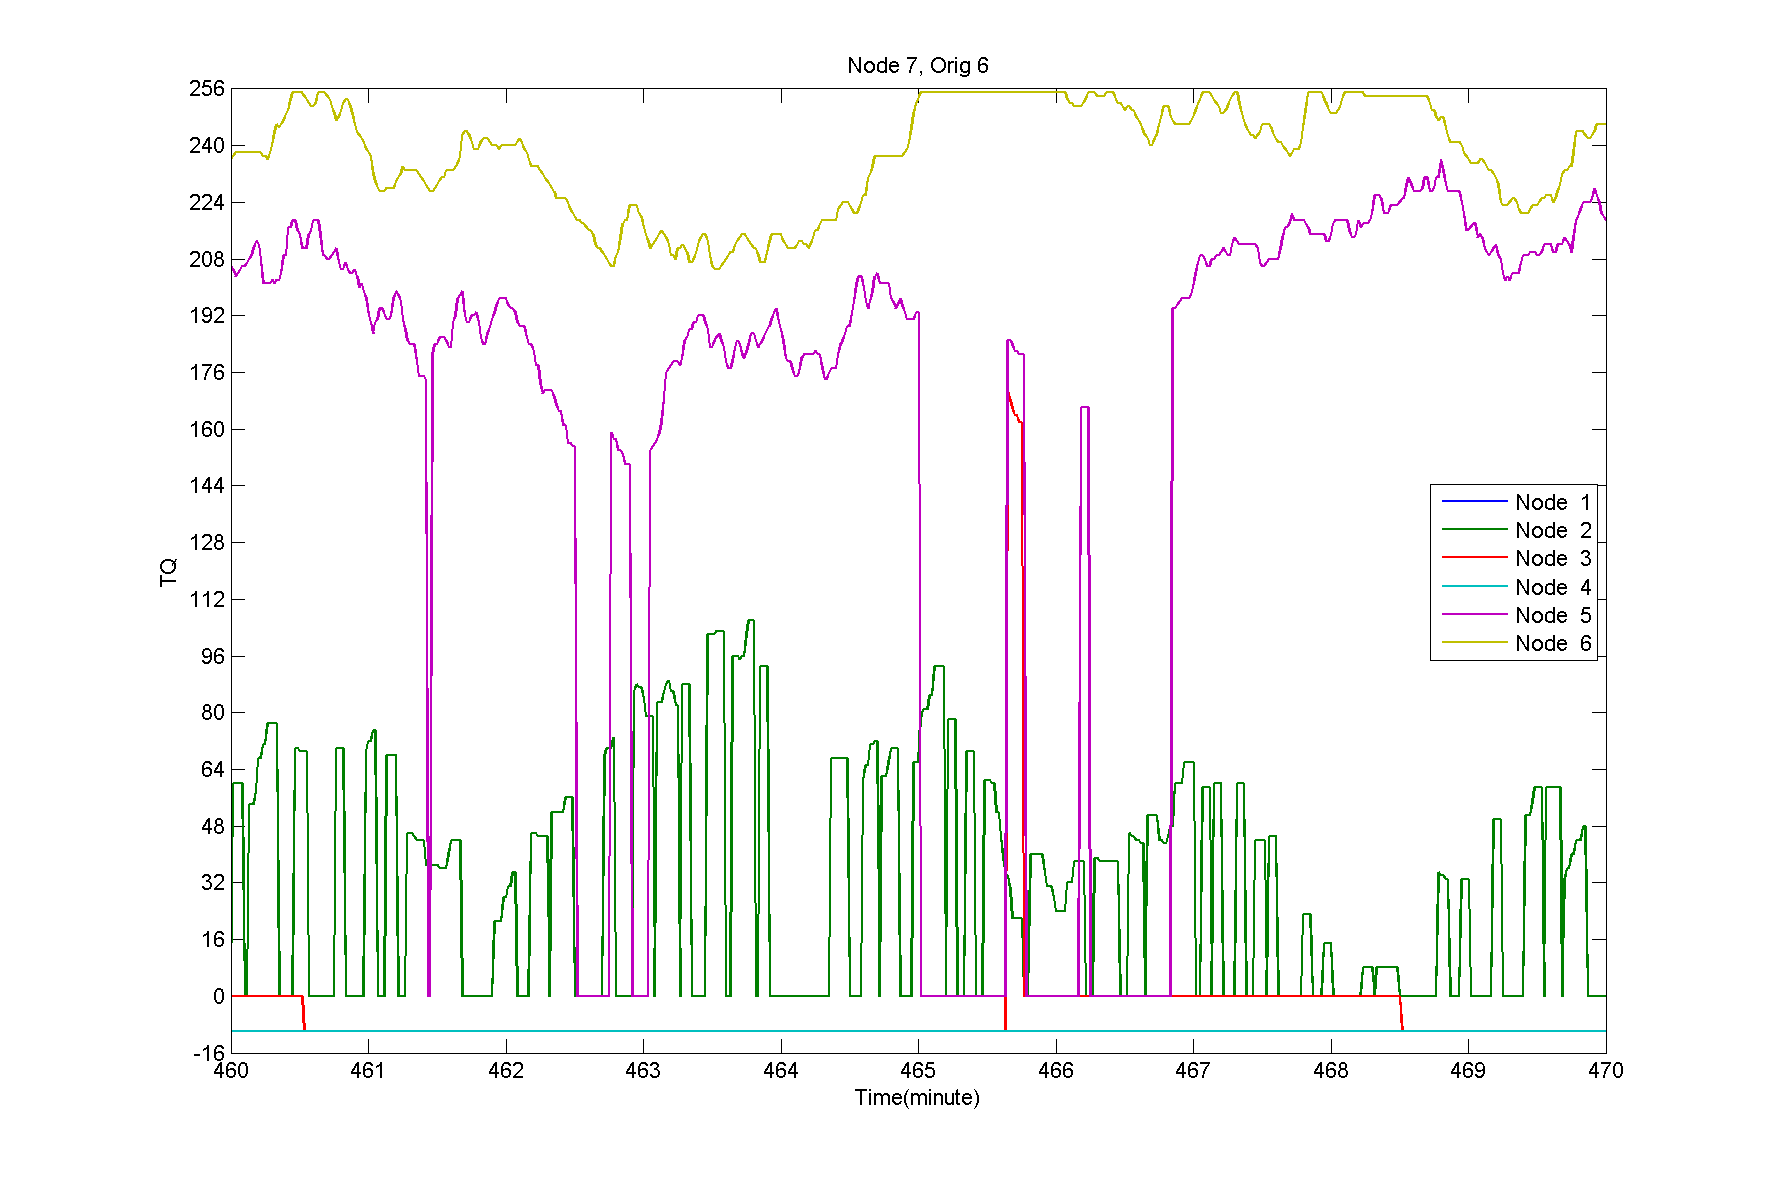 Node 7, Orig 6
256
240
224
208
192
176
160
144
128
112
96
80
64
48
32
16
0
-16
TQ
Node 1
Node 2
Node 3
Node 4
Node 5
Node 6
460 461 462 463 464 465 466 467 468 469 470
Time(minute)